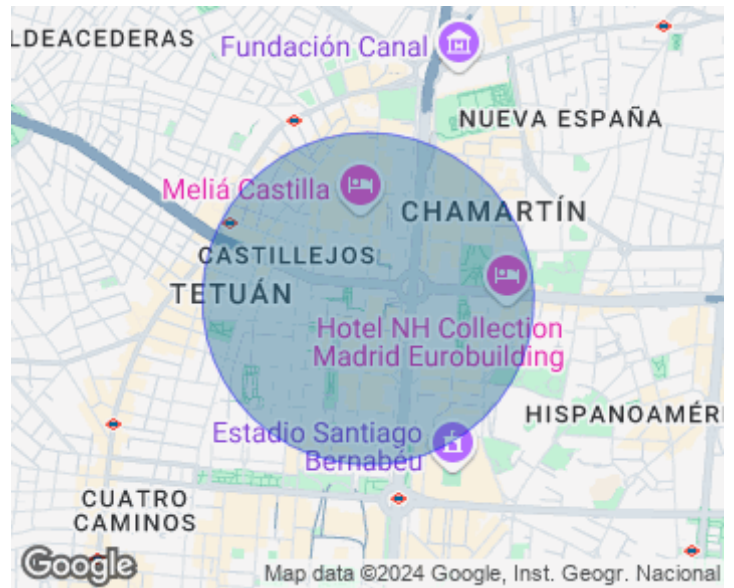 LDEACEDERAS
Fundación Canal
NUEVA ESPAÑA
Meliá Castilla
CHAMARTÍN
CASTILLEJOS
TETUÁN
Hotel NH Collection
Madrid Eurobuilding
HISPANOAMÉRI
Estadio Santiago
Bernabéu
CUATRO
CAMINOS
Google
Map data ©2024 Google, Inst. Geogr. Nacional